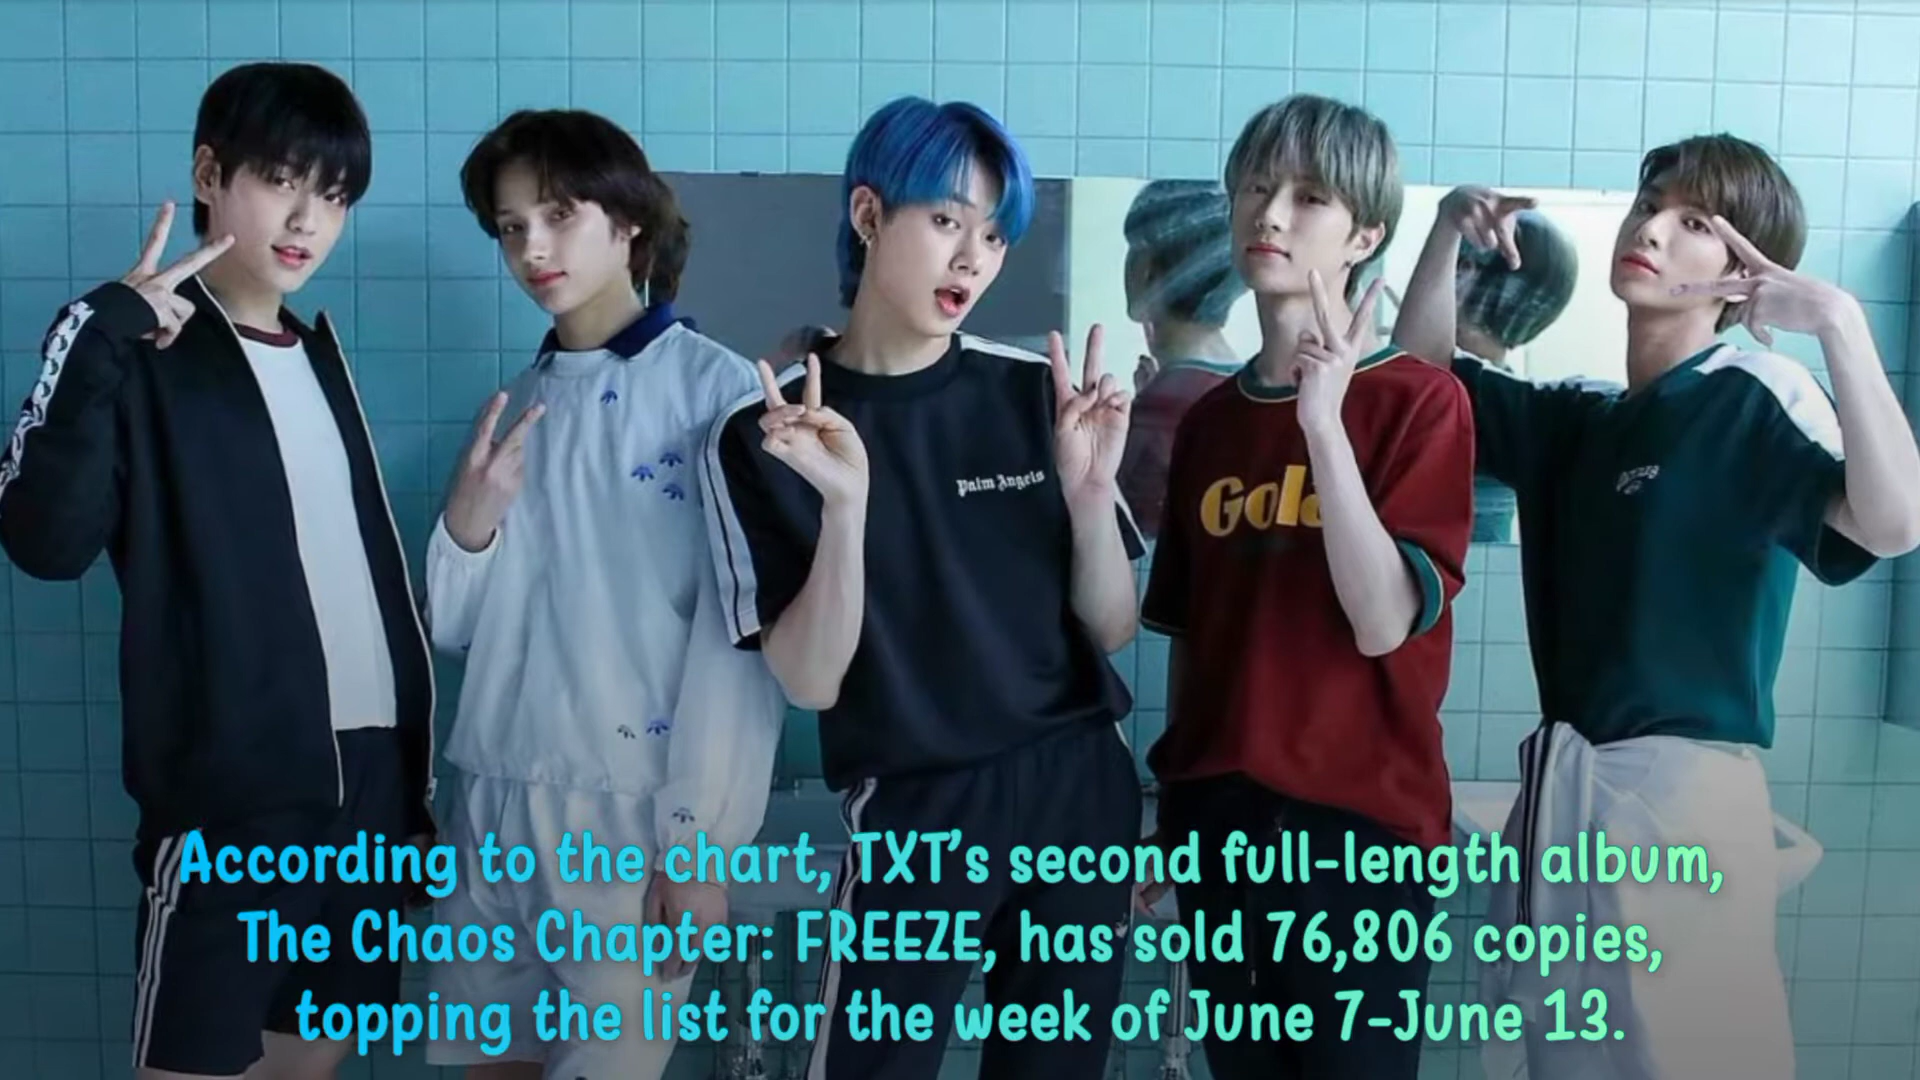 Palm Angels
Gold
According to the chart, TXT's second full-length album,
The Chaos Chapter: FREEZE, has sold 76,806 copies,
topping the list for the week of June 7-June 13.